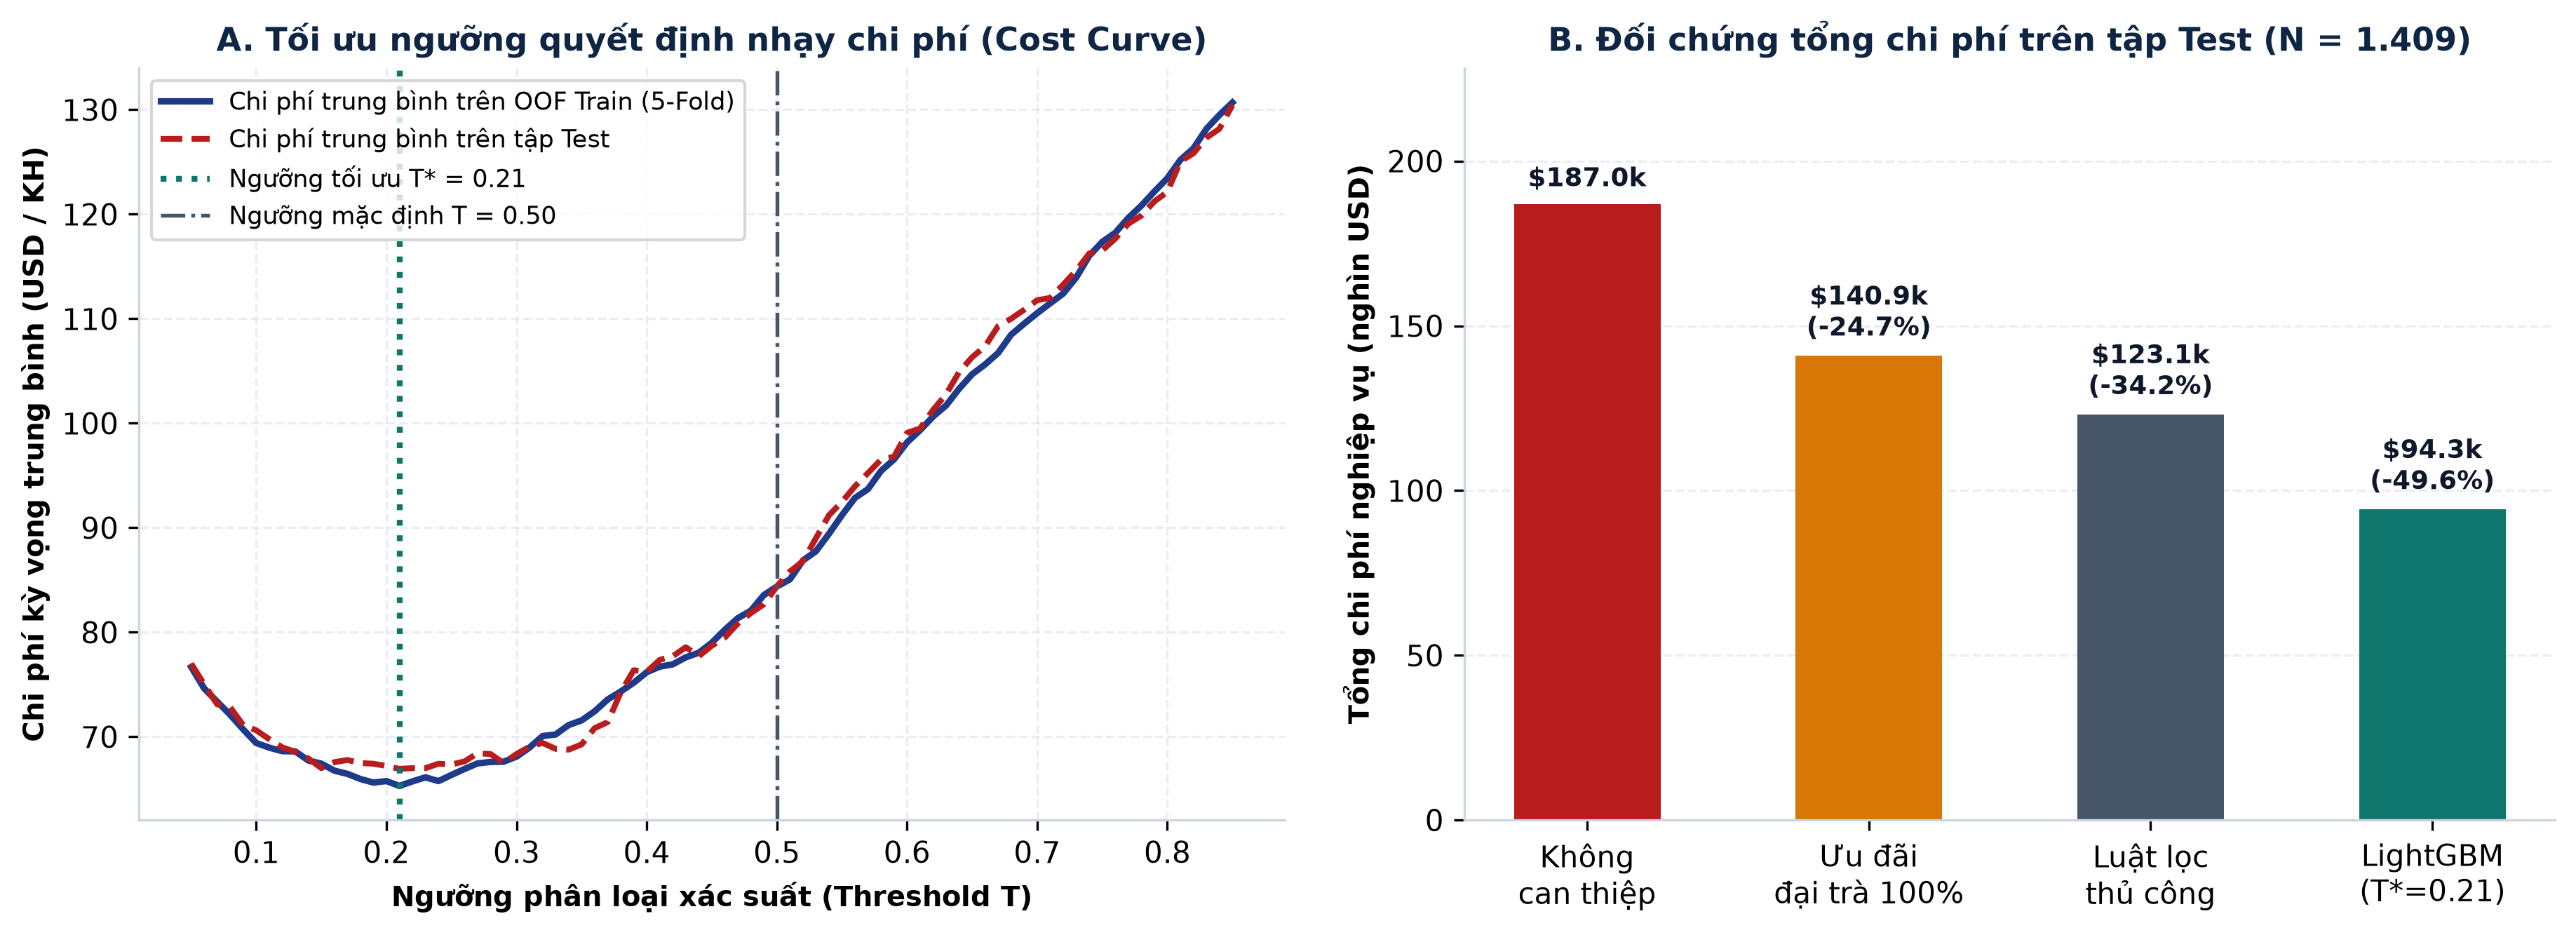 A. Tối ưu ngưỡng quyết định nhạy chi phí (Cost Curve)
Chi phí kỳ vọng trung bình (USD / KH)
130
120
110
100
90
80
70
Chi phí trung bình trên OOF Train (5-Fold)
Chi phí trung bình trên tập Test
Ngưỡng tối ưu T* = 0.21
Ngưỡng mặc định T = 0.50
0.1 0.2 0.3 0.4 0.5 0.6 0.7 0.8
Ngưỡng phân loại xác suất (Threshold T)
B. Đối chứng tổng chi phí trên tập Test (N = 1.409)
Tổng chi phí nghiệp vụ (nghìn USD)
200
150
100
50
0
$187.0k
$140.9k
(-24.7%)
$123.1k
(-34.2%)
$94.3k
(-49.6%)
Không
can thiệp
Ưu đãi
đại trà 100%
Luật lọc
thủ công
LightGBM
(T*=0.21)